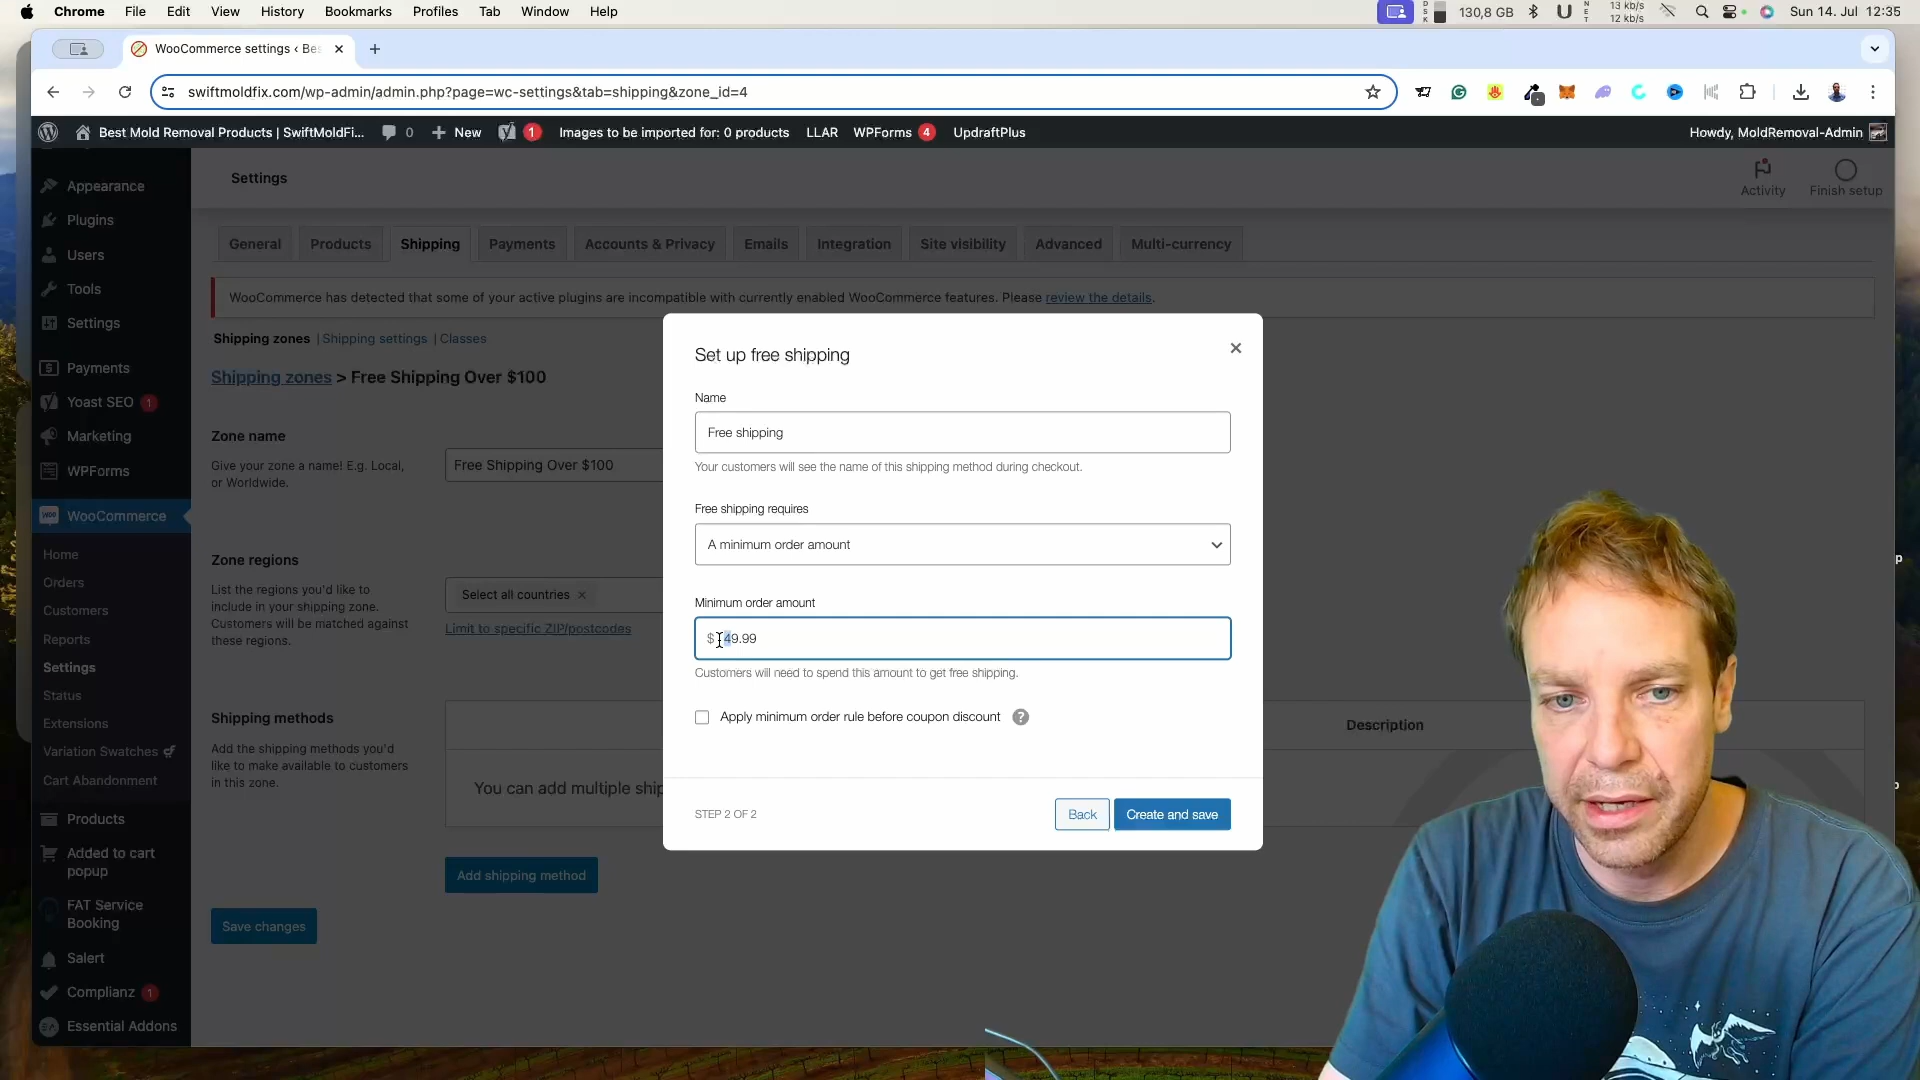 Chrome File Edit View History Bookmarks Profiles Tab Window Help
130,8 GB
13 kb/s
12 kb/s
Sun 14. Jul 12:35
WooCommerce settings ‹ Bes
swiftmoldfix.com/wp-admin/admin.php?page=wc-settings&tab=shipping&zone_id=4
Best Mold Removal Products | SwiftMoldFi... 0 New 1 Images to be imported for: 0 products LLAR WPForms 4 UpdraftPlus
Howdy, MoldRemoval-Admin
Appearance
Plugins
Users
Tools
Settings
Payments
Yoast SEO 1
Marketing
WPForms
WooCommerce
Home
Orders
Customers
Reports
Settings
Status
Extensions
Variation Swatches
Cart Abandonment
Products
Added to cart
popup
FAT Service
Booking
Salert
Complianz 1
Essential Addons
Settings
Activity
Finish setup
General Products Shipping Payments Accounts & Privacy Emails Integration Site visibility Advanced Multi-currency
WooCommerce has detected that some of your active plugins are incompatible with currently enabled WooCommerce features. Please review the details.
Shipping zones | Shipping settings | Classes
Shipping zones > Free Shipping Over $100
Zone name
Give your zone a name! E.g. Local,
or Worldwide.
Free Shipping Over $100
Zone regions
List the regions you'd like to
include in your shipping zone.
Customers will be matched against
these regions.
Select all countries ×
Limit to specific ZIP/postcodes
Shipping methods
Add the shipping methods you'd
like to make available to customers
in this zone.
Description
You can add multiple ship
Add shipping method
Save changes
Set up free shipping
Name
Free shipping
Your customers will see the name of this shipping method during checkout.
Free shipping requires
A minimum order amount
Minimum order amount
$ 49.99
Customers will need to spend this amount to get free shipping.
Apply minimum order rule before coupon discount ?
STEP 2 OF 2
Back
Create and save